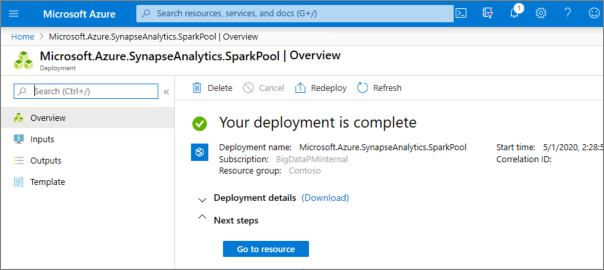 Microsoft Azure
Search resources, services, and docs (G+/)
1
Home > Microsoft.Azure.SynapseAnalytics.SparkPool | Overview
Microsoft.Azure.SynapseAnalytics.SparkPool | Overview
Deployment
Search (Ctrl+/)
«
Delete Cancel Redeploy Refresh
Overview
Inputs
Outputs
Template
Your deployment is complete
Deployment name: Microsoft.Azure.SynapseAnalytics.SparkPool
Subscription: BigDataPMInternal
Resource group: Contoso
Start time: 5/1/2020, 2:28:5
Correlation ID:
Deployment details (Download)
Next steps
Go to resource